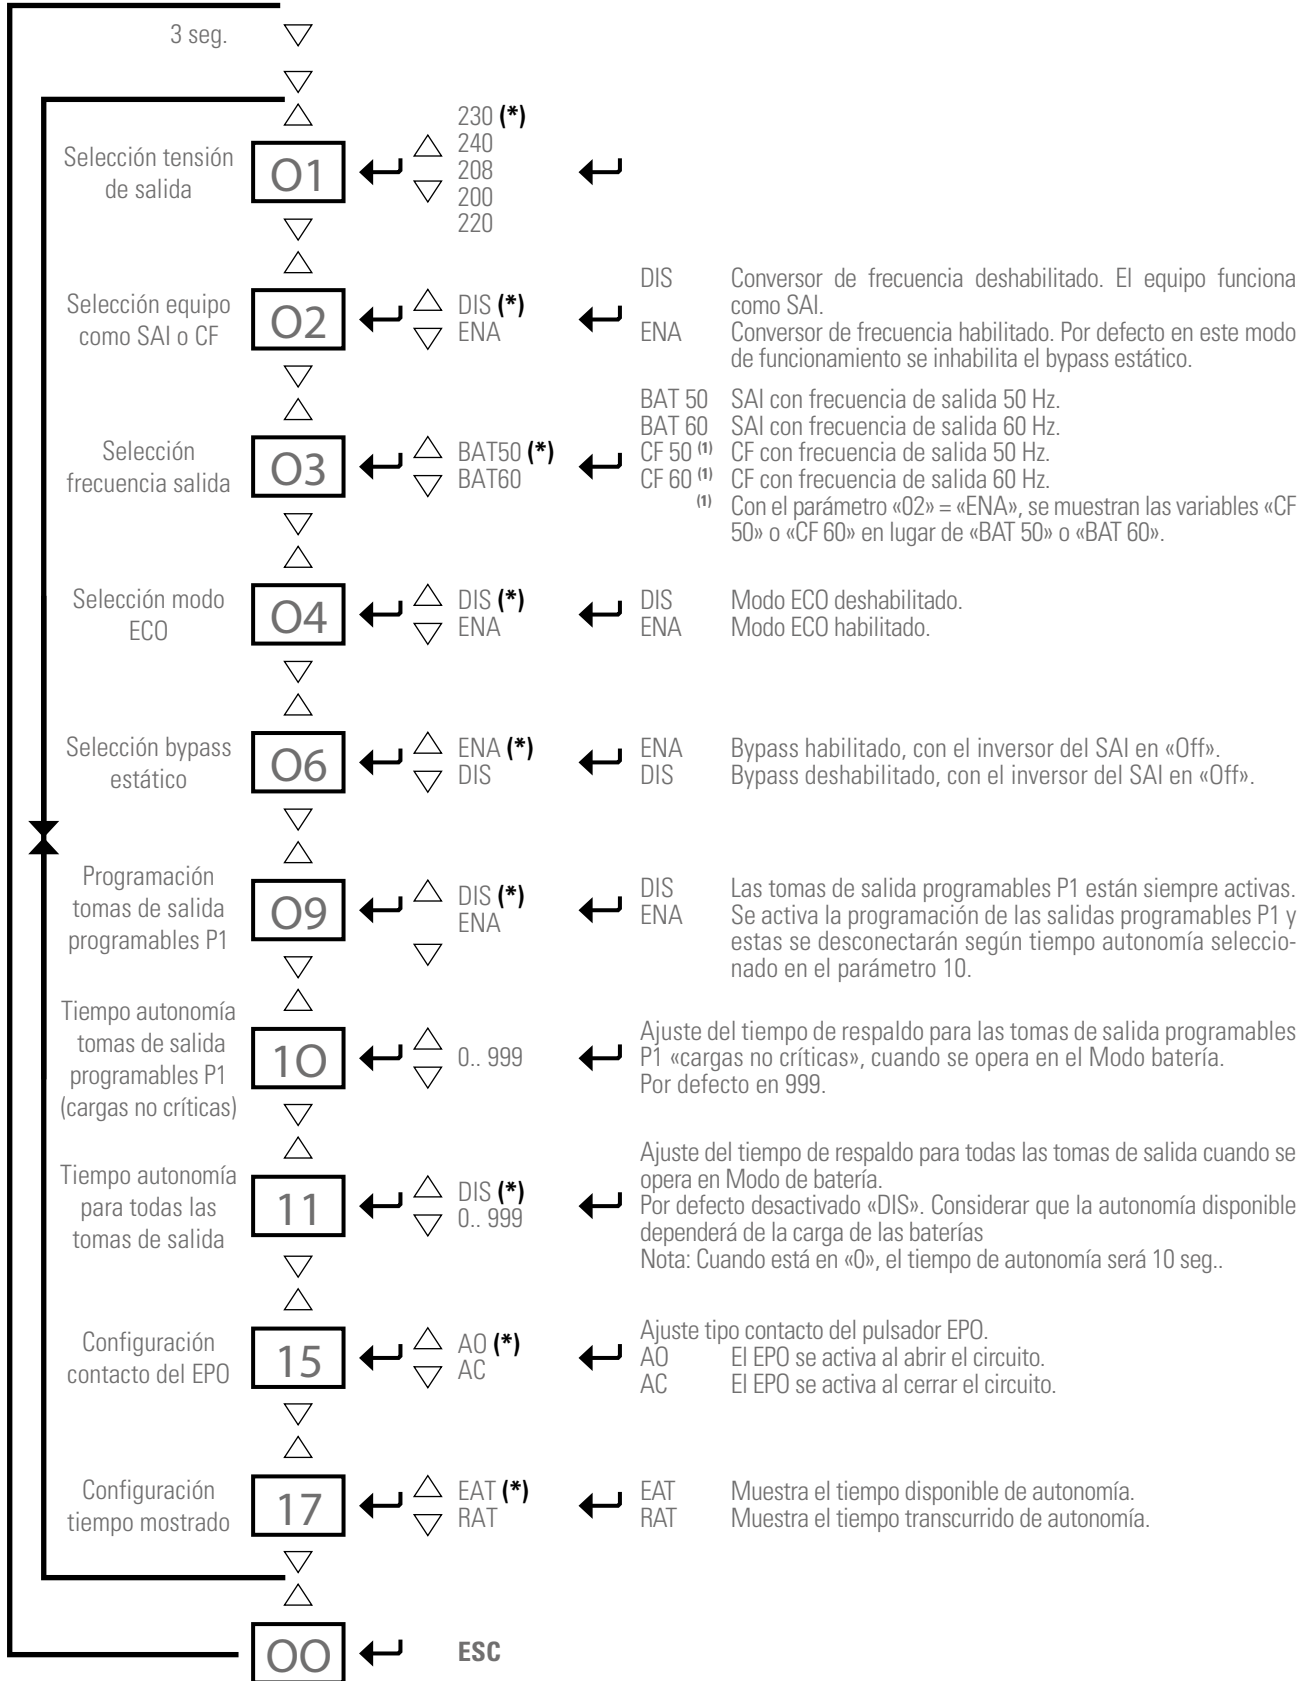 3 seg.
Selección tensión
de salida
O1
230 (*)
240
208
200
220
Selección equipo
como SAI o CF
O2
DIS (*)
ENA
DIS Conversor de frecuencia deshabilitado. El equipo funciona
como SAI.
ENA Conversor de frecuencia habilitado. Por defecto en este modo
de funcionamiento se inhabilita el bypass estático.
Selección
frecuencia salida
O3
BAT50 (*)
BAT60
BAT 50 SAI con frecuencia de salida 50 Hz.
BAT 60 SAI con frecuencia de salida 60 Hz.
CF 50 (1) CF con frecuencia de salida 50 Hz.
CF 60 (1) CF con frecuencia de salida 60 Hz.
(1) Con el parámetro «02» = «ENA», se muestran las variables «CF
50» o «CF 60» en lugar de «BAT 50» o «BAT 60».
Selección modo
ECO
O4
DIS (*)
ENA
DIS Modo ECO deshabilitado.
ENA Modo ECO habilitado.
Selección bypass
estático
O6
ENA (*)
DIS
ENA Bypass habilitado, con el inversor del SAI en «Off».
DIS Bypass deshabilitado, con el inversor del SAI en «Off».
Programación
tomas de salida
programables P1
O9
DIS (*)
ENA
DIS Las tomas de salida programables P1 están siempre activas.
ENA Se activa la programación de las salidas programables P1 y
estas se desconectarán según tiempo autonomía seleccio-
nado en el parámetro 10.
Tiempo autonomía
tomas de salida
programables P1
(cargas no críticas)
1O
0.. 999
Ajuste del tiempo de respaldo para las tomas de salida programables
P1 «cargas no críticas», cuando se opera en el Modo batería.
Por defecto en 999.
Tiempo autonomía
para todas las
tomas de salida
11
DIS (*)
0.. 999
Ajuste del tiempo de respaldo para todas las tomas de salida cuando se
opera en Modo de batería.
Por defecto desactivado «DIS». Considerar que la autonomía disponible
dependerá de la carga de las baterías
Nota: Cuando está en «0», el tiempo de autonomía será 10 seg..
Configuración
contacto del EPO
15
AO (*)
AC
Ajuste tipo contacto del pulsador EPO.
AO El EPO se activa al abrir el circuito.
AC El EPO se activa al cerrar el circuito.
Configuración
tiempo mostrado
17
EAT (*)
RAT
EAT Muestra el tiempo disponible de autonomía.
RAT Muestra el tiempo transcurrido de autonomía.
OO
ESC